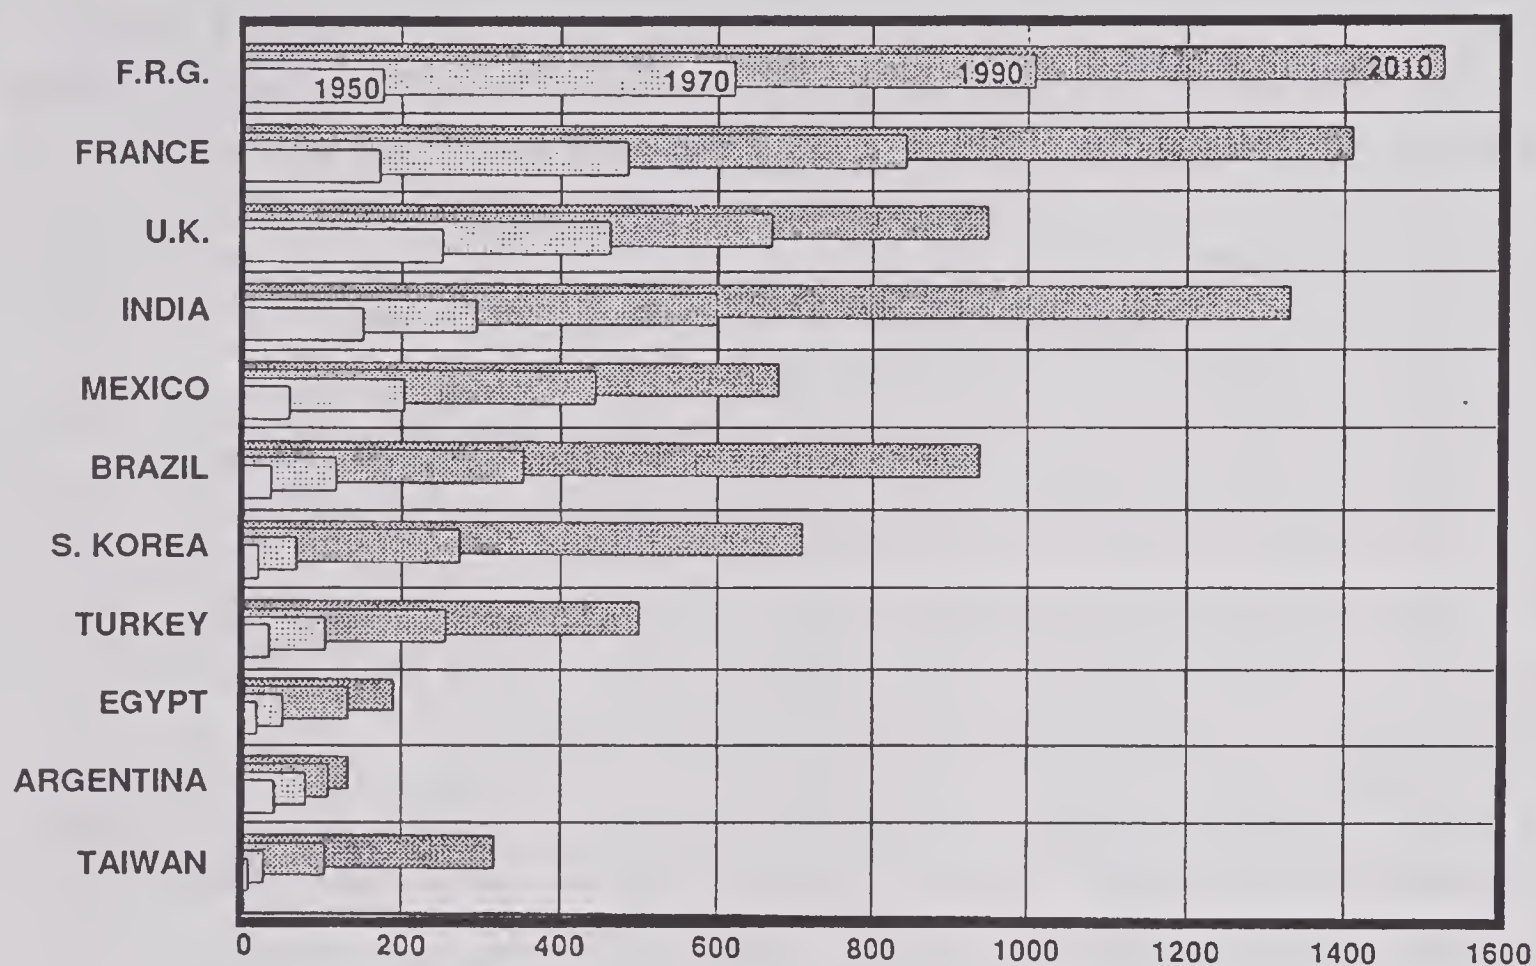 F.R.G. 1950 1970 1990 2010
FRANCE
U.K.
INDIA
MEXICO
BRAZIL
S. KOREA
TURKEY
EGYPT
ARGENTINA
TAIWAN
0 200 400 600 800 1000 1200 1400 1600